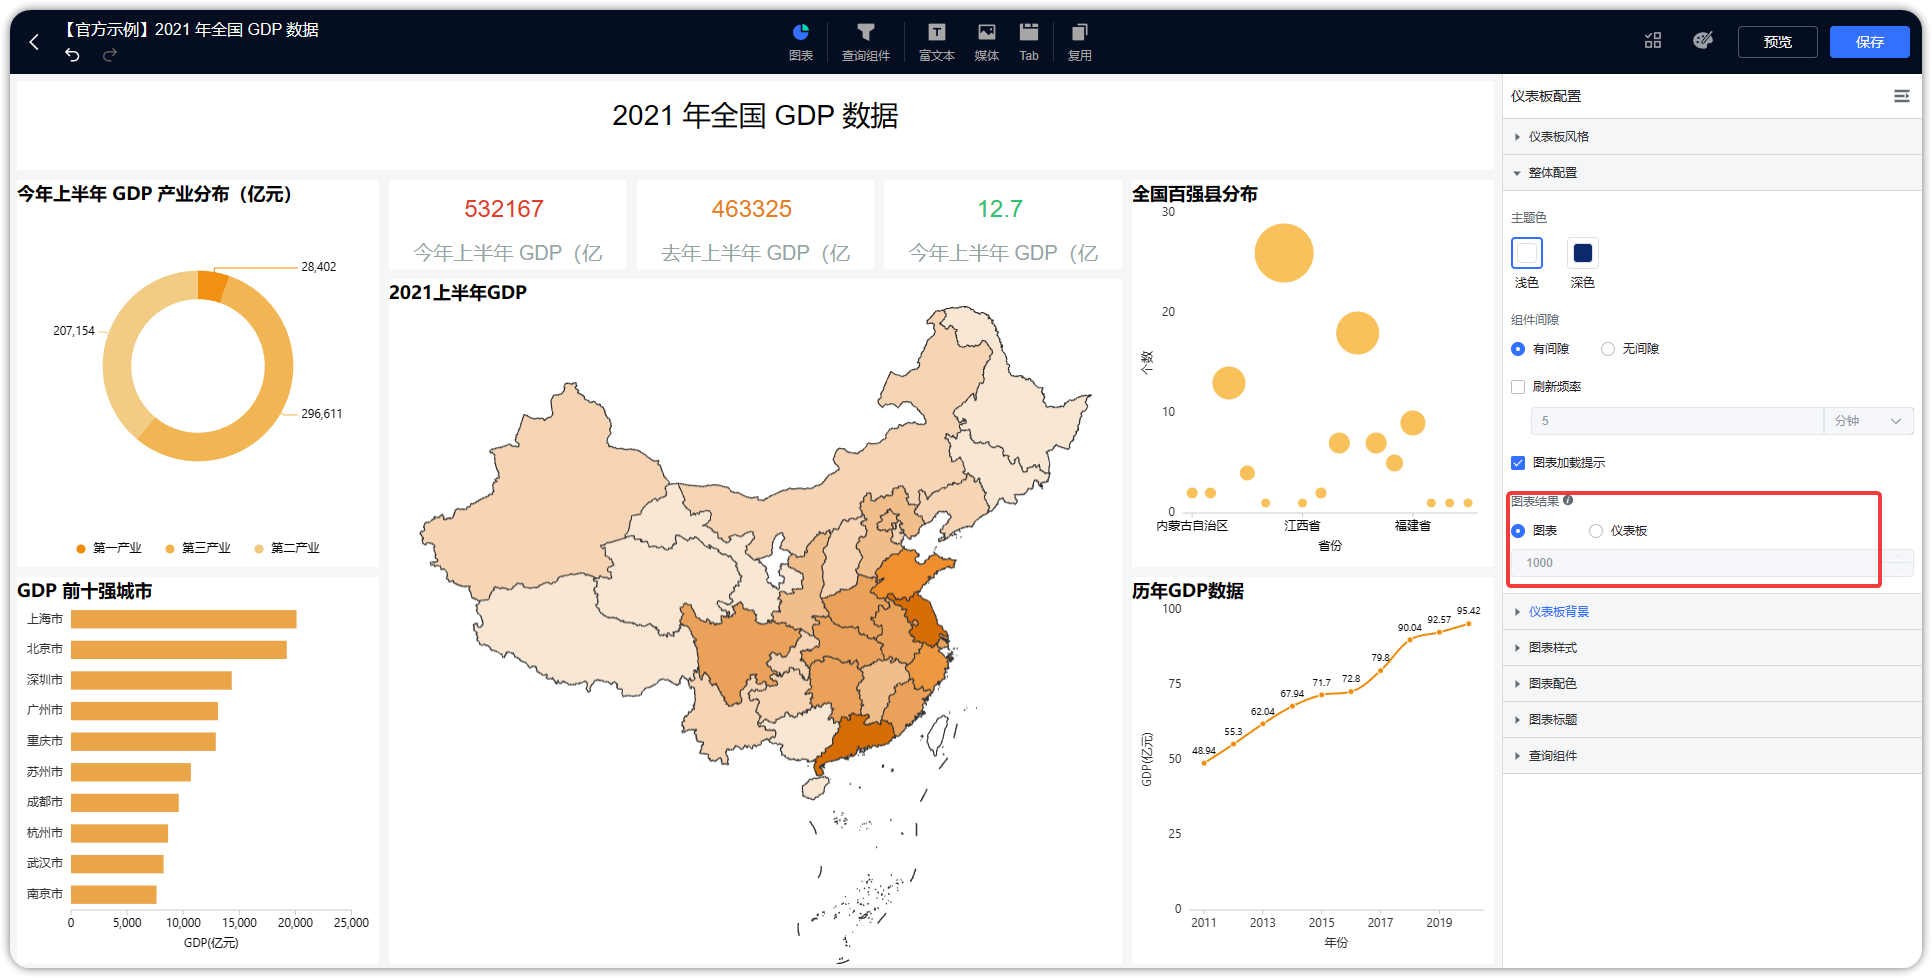 【官方示例】2021 年全国 GDP 数据
图表
查询组件
富文本
媒体
Tab
复用
预览
保存
2021 年全国 GDP 数据
今年上半年 GDP 产业分布（亿元）
28,402
207,154
296,611
第一产业
第三产业
第二产业
532167
今年上半年 GDP（亿
463325
去年上半年 GDP（亿
12.7
今年上半年 GDP（亿
2021上半年GDP
全国百强县分布
30
20
10
0
个数
内蒙古自治区
江西省
福建省
省份
GDP 前十强城市
上海市
北京市
深圳市
广州市
重庆市
苏州市
成都市
杭州市
武汉市
南京市
0
5,000
10,000
15,000
20,000
25,000
GDP(亿元)
历年GDP数据
100
75
50
25
0
GDP(亿元)
48.94
55.3
62.04
67.94
71.7
72.8
79.8
90.04
92.57
95.42
2011
2013
2015
2017
2019
年份
仪表板配置
仪表板风格
整体配置
主题色
浅色
深色
组件间隙
有间隙
无间隙
刷新频率
5
分钟
图表加载提示
图表结果
图表
仪表板
1000
仪表板背景
图表样式
图表配色
图表标题
查询组件